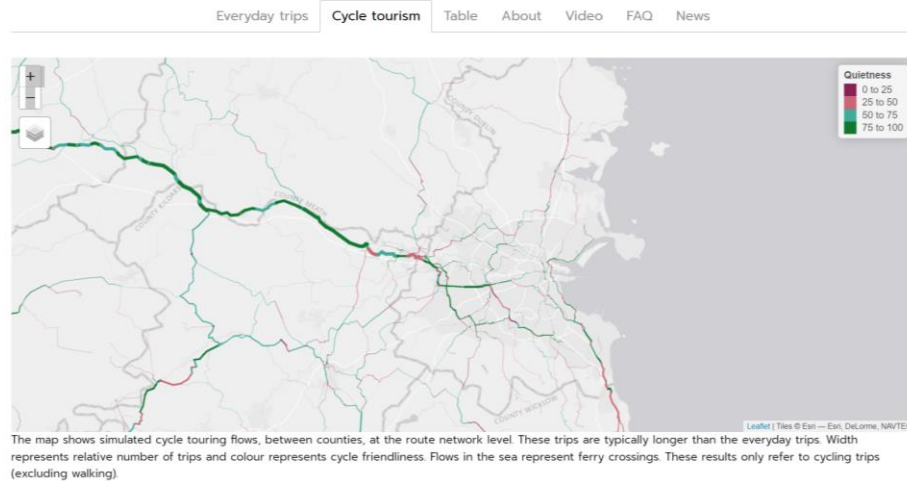 Everyday trips Cycle tourism Table About Video FAQ News
+
−
Quietness
0 to 25
25 to 50
50 to 75
75 to 100
COUNTY DUBLIN
COUNTY KILDARE
COUNTY MEATH
COUNTY WICKLOW
Leaflet | Tiles © Esri — Esri, DeLorme, NAVTE
The map shows simulated cycle touring flows, between counties, at the route network level. These trips are typically longer than the everyday trips. Width
represents relative number of trips and colour represents cycle friendliness. Flows in the sea represent ferry crossings. These results only refer to cycling trips
(excluding walking).